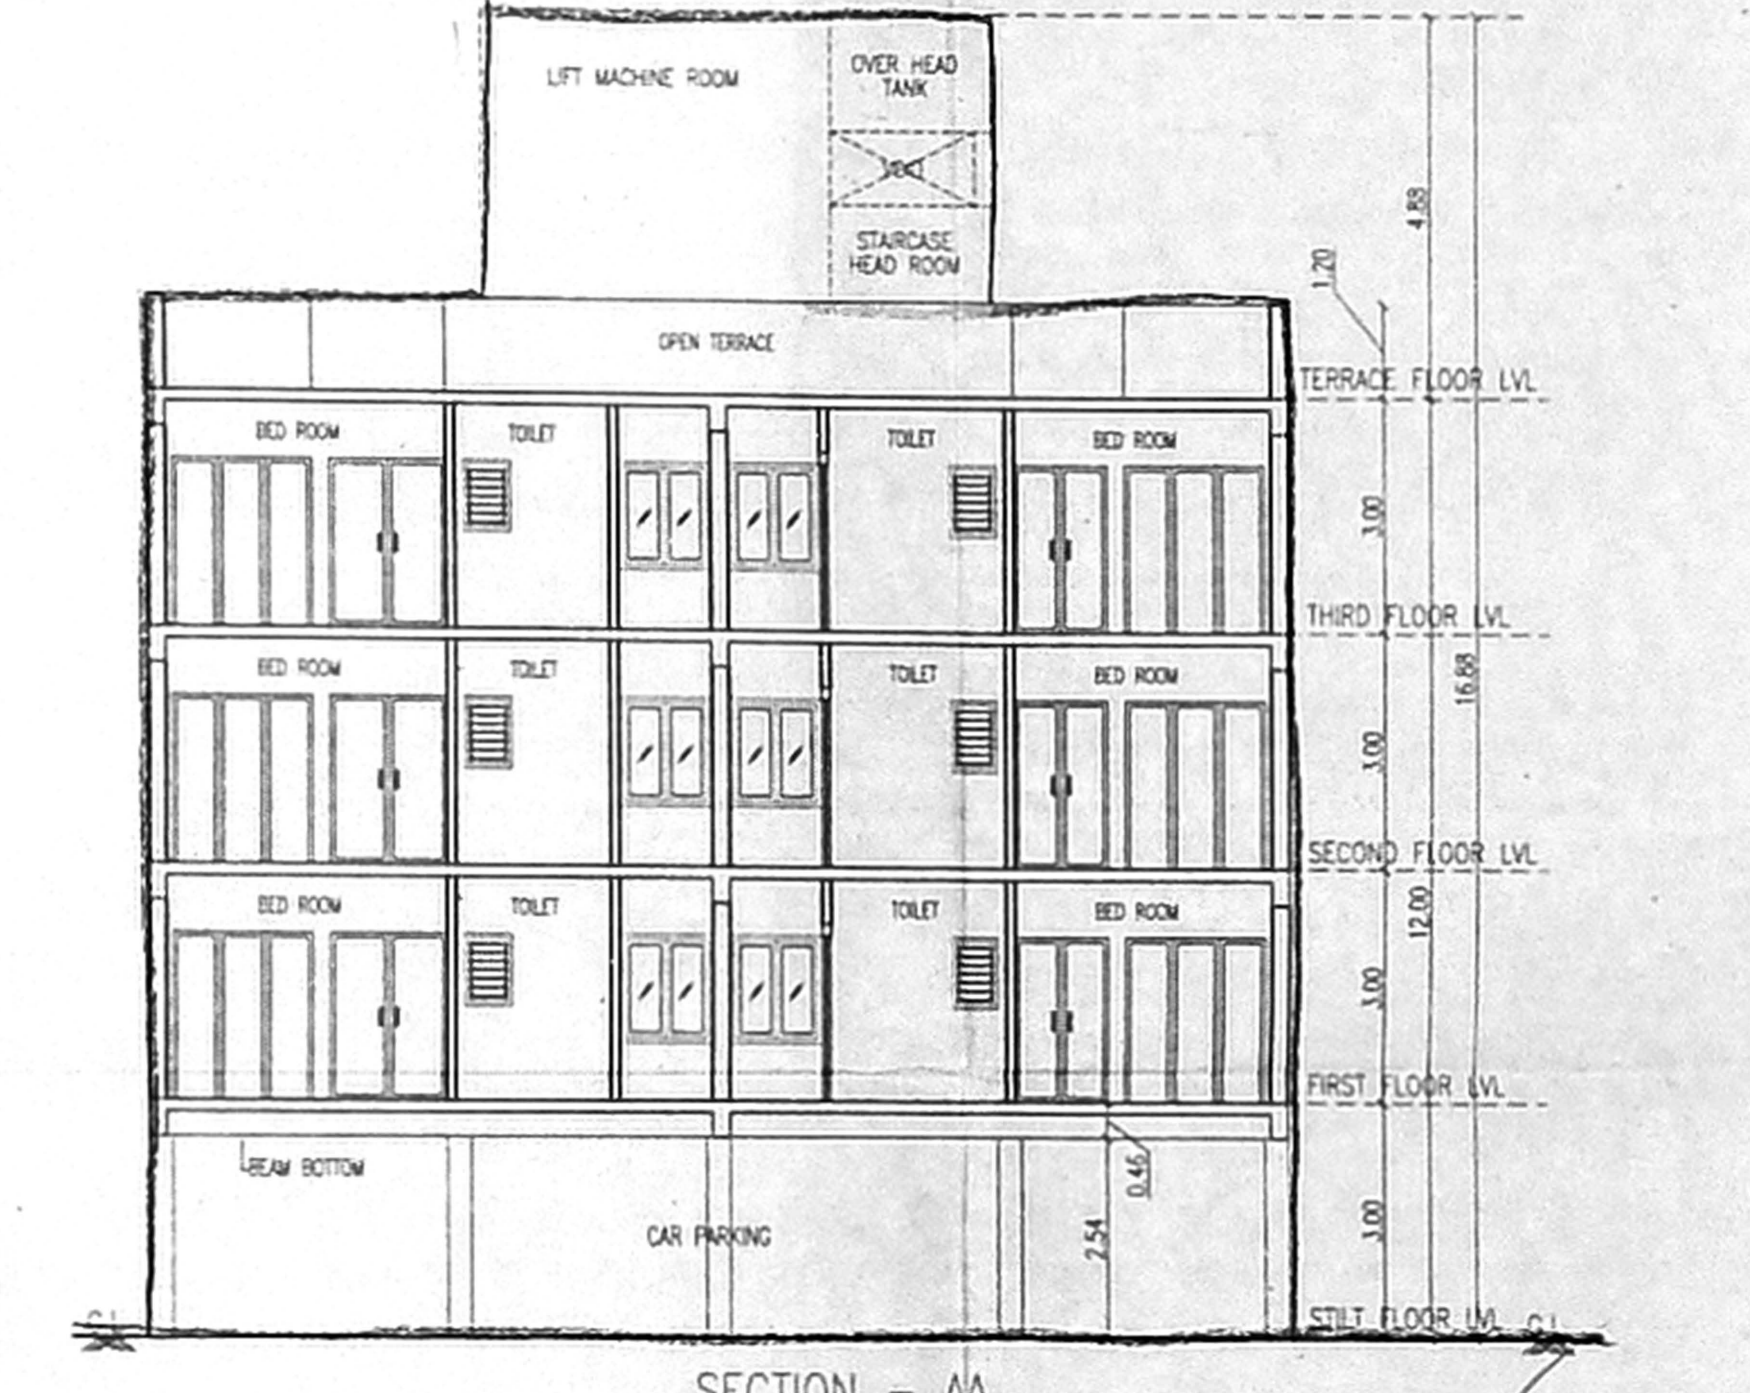 LIFT MACHINE ROOM
OVER HEAD
TANK
STAIRCASE
HEAD ROOM
4.88
1.20
OPEN TERRACE
TERRACE FLOOR LVL
BED ROOM
TOILET
TOILET
BED ROOM
3.00
THIRD FLOOR LVL
BED ROOM
TOILET
TOILET
BED ROOM
16.88
3.00
SECOND FLOOR LVL
BED ROOM
TOILET
TOILET
BED ROOM
12.00
3.00
FIRST FLOOR LVL
BEAM BOTTOM
0.46
CAR PARKING
2.54
3.00
STILT FLOOR LVL
SECTION - AA